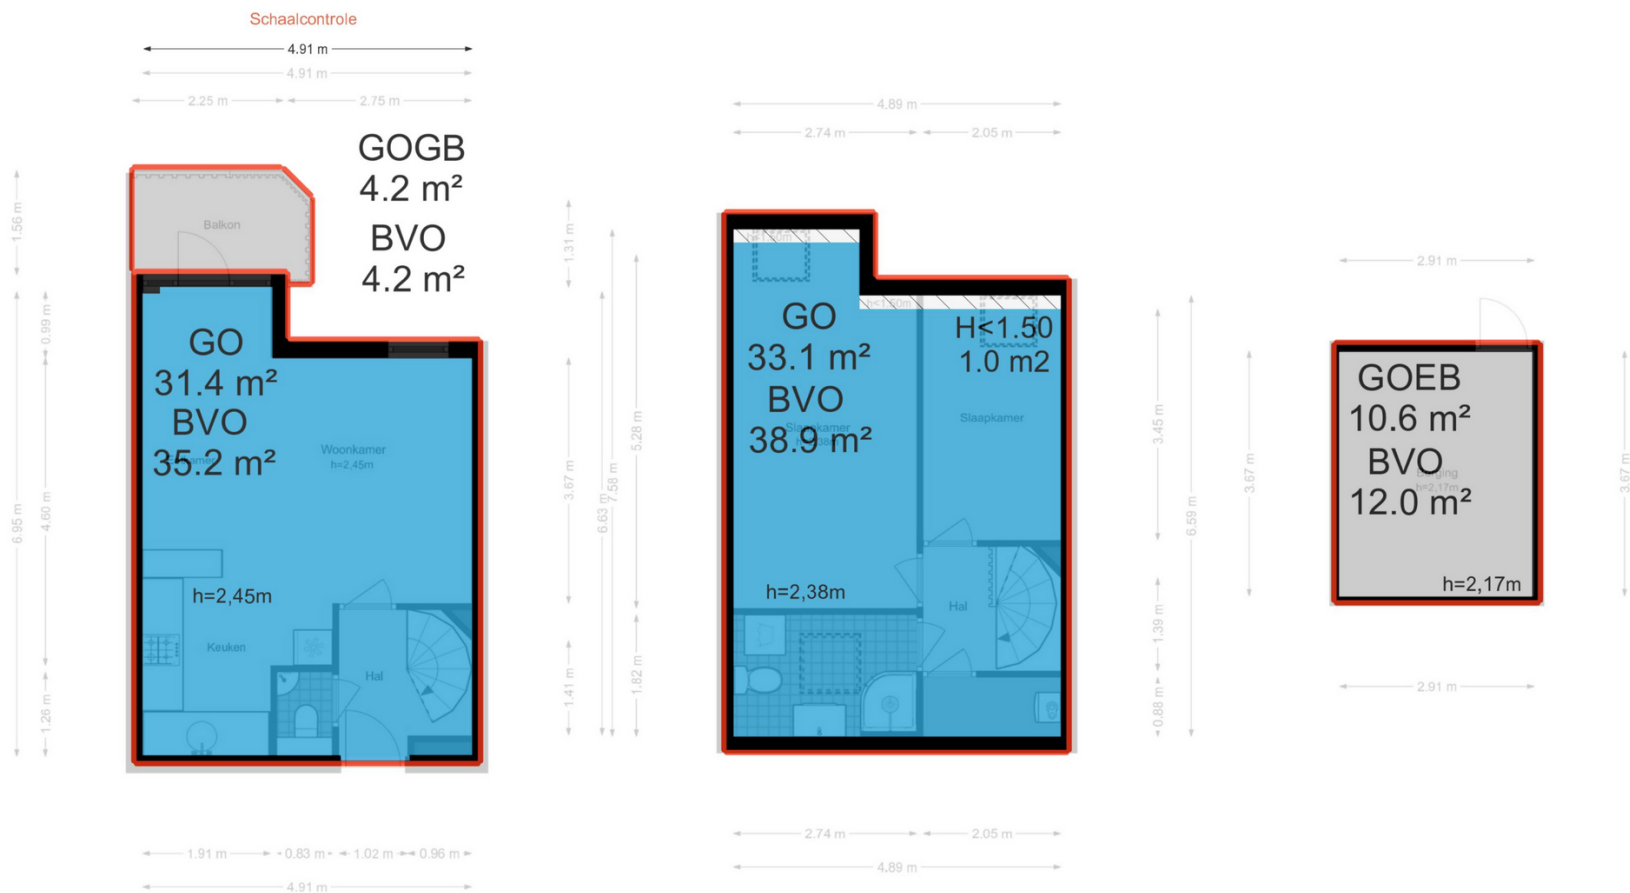 Schaalcontrole
4.91 m
4.91 m
2.25 m
2.75 m
GOGB
4.2 m²
BVO
4.2 m²
Balkon
1.56 m
6.95 m
0.99 m
4.60 m
1.26 m
GO
31.4 m²
BVO
35.2 m²
Woonkamer
h=2,45m
h=2,45m
Keuken
Hal
1.31 m
3.67 m
1.41 m
1.91 m
0.83 m
1.02 m
0.96 m
4.91 m
4.89 m
2.74 m
2.05 m
6.63 m
7.58 m
5.28 m
1.82 m
h<1.50m
GO
33.1 m²
BVO
38.9 m²
Slaapkamer
H<1.50
1.0 m2
Slaapkamer
h=2,38m
Hal
3.45 m
1.39 m
0.88 m
6.59 m
2.74 m
2.05 m
4.89 m
2.91 m
3.67 m
GOEB
10.6 m²
BVO
12.0 m²
Berging
h=2,17m
h=2,17m
3.67 m
2.91 m